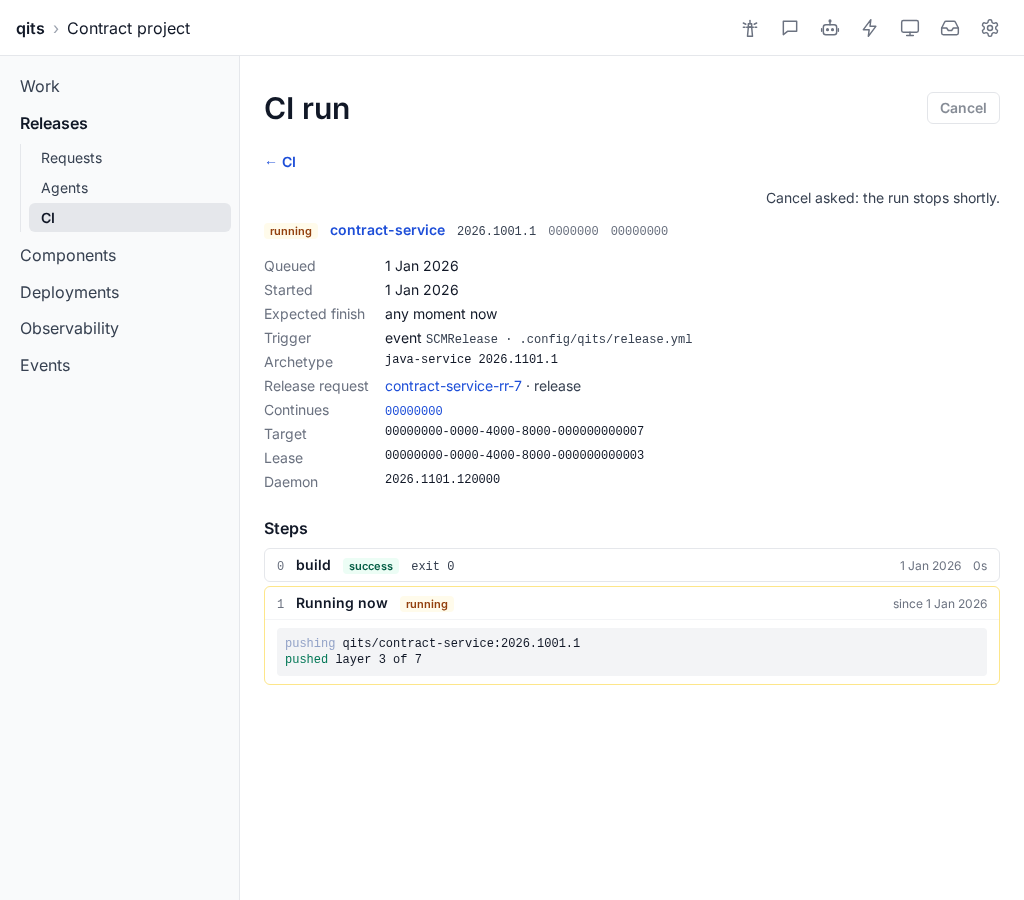 qits › Contract project
Work
Releases
Requests
Agents
CI
Components
Deployments
Observability
Events
CI run
Cancel
← CI
Cancel asked: the run stops shortly.
running contract-service 2026.1001.1 0000000 00000000
Queued 1 Jan 2026
Started 1 Jan 2026
Expected finish any moment now
Trigger event SCMRelease · .config/qits/release.yml
Archetype java-service 2026.1101.1
Release request contract-service-rr-7 · release
Continues 00000000
Target 00000000-0000-4000-8000-000000000007
Lease 00000000-0000-4000-8000-000000000003
Daemon 2026.1101.120000
Steps
0 build success exit 0 1 Jan 2026 0s
1 Running now running since 1 Jan 2026
pushing qits/contract-service:2026.1001.1
pushed layer 3 of 7